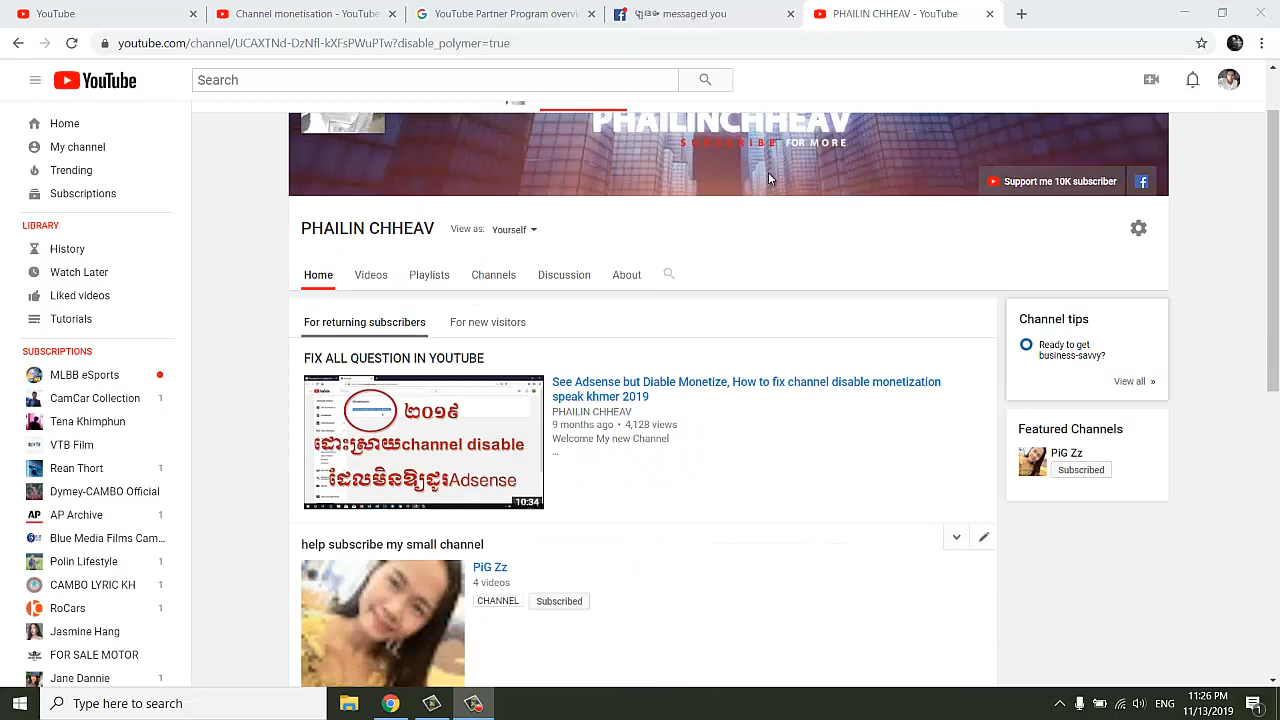 YouTube
Channel monetisation - YouTube
YouTube Partner Program overvi
messaged you
PHAILIN CHHEAV - YouTube
youtube.com/channel/UCAXTNd-DzNfl-kXFsPWuPTw?disable_polymer=true
YouTube
Search
PHAILINCHHEAV
SUBSCRIBE FOR MORE
Support me 10K subscriber
Home
My channel
Trending
Subscriptions
LIBRARY
History
Watch Later
Liked videos
Tutorials
SUBSCRIPTIONS
MLBB eSports
CamCar Collection 1
Tena Khimphun
VTB Film
Rean Thort 1
Dymey-CAMBO Official
AP AP Archive 1
Blue Media Films Cam...
Polin Lifestyle 1
CAMBO LYRIC KH 1
RoCars 1
Jasmine Hang
FOR SALE MOTOR
Jane Dannie 1
PHAILIN CHHEAV View as: Yourself
Home Videos Playlists Channels Discussion About
For returning subscribers For new visitors
FIX ALL QUESTION IN YOUTUBE
២០១៩
ដោះស្រាយchannel disable
ដែលមិនឱ្យដូរAdsense
10:34
See Adsense but Diable Monetize, How to fix channel disable monetization
speak khmer 2019
PHAILIN CHHEAV
9 months ago • 4,128 views
Welcome My new Channel
...
help subscribe my small channel
PiG Zz
4 videos
CHANNEL Subscribed
Channel tips
Ready to get
business-savvy?
View all »
Featured Channels
PiG Zz
Subscribed
Type here to search
ENG
11:26 PM
11/13/2019